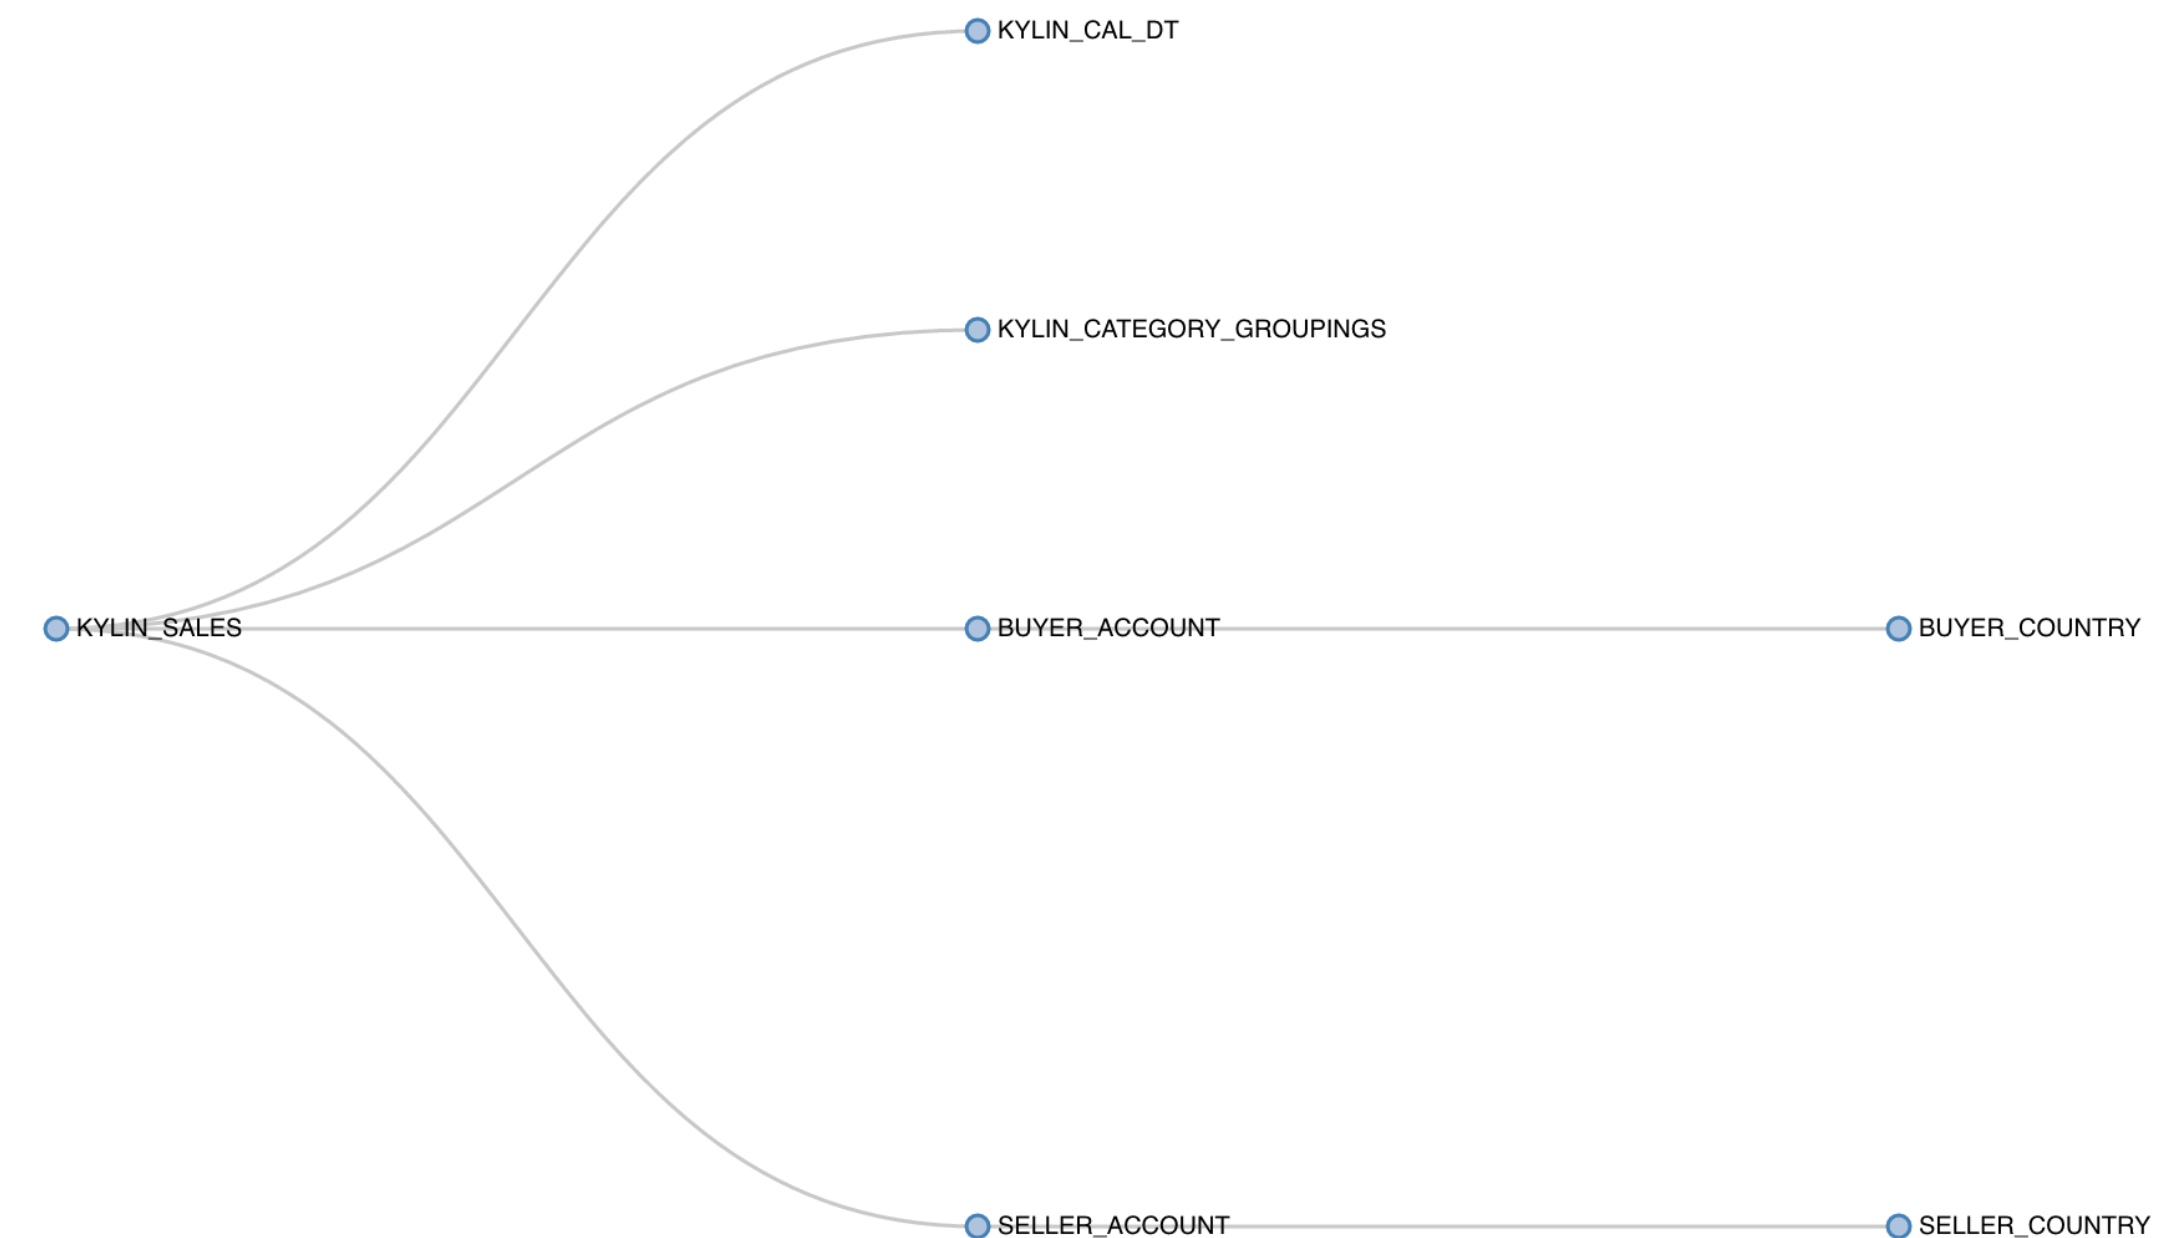 KYLIN_CAL_DT
KYLIN_CATEGORY_GROUPINGS
KYLIN_SALES
BUYER_ACCOUNT
BUYER_COUNTRY
SELLER_ACCOUNT
SELLER_COUNTRY